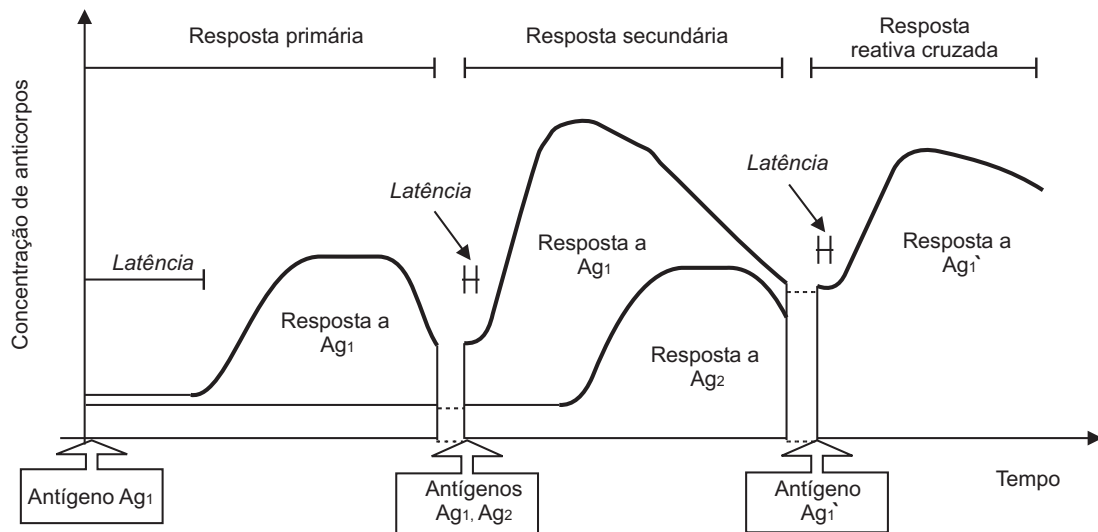 Resposta primária
Resposta secundária
Resposta
reativa cruzada
Concentração de anticorpos
Latência
Latência
Latência
Resposta a
Ag1
Resposta a
Ag1
Resposta a
Ag2
Resposta a
Ag1`
Antígeno Ag1
Antígenos
Ag1, Ag2
Antígeno
Ag1`
Tempo